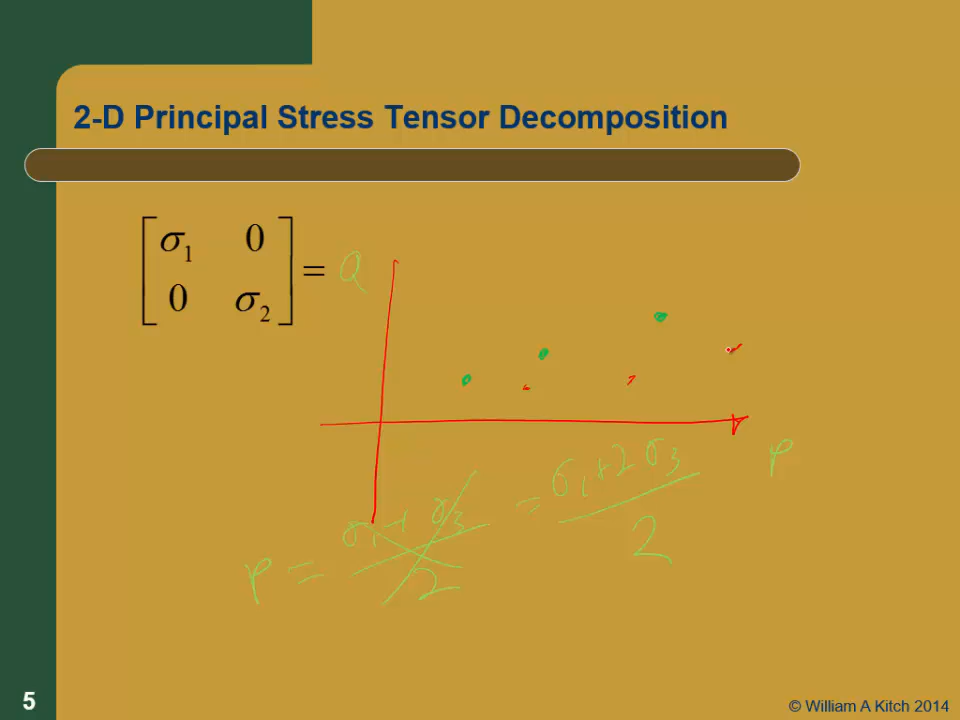 2-D Principal Stress Tensor Decomposition
[σ₁ 0
0 σ₂] = Q
P
P = σ₁ + σ₃ / 2 = σ₁ + 2σ₃ / 2
5
© William A Kitch 2014